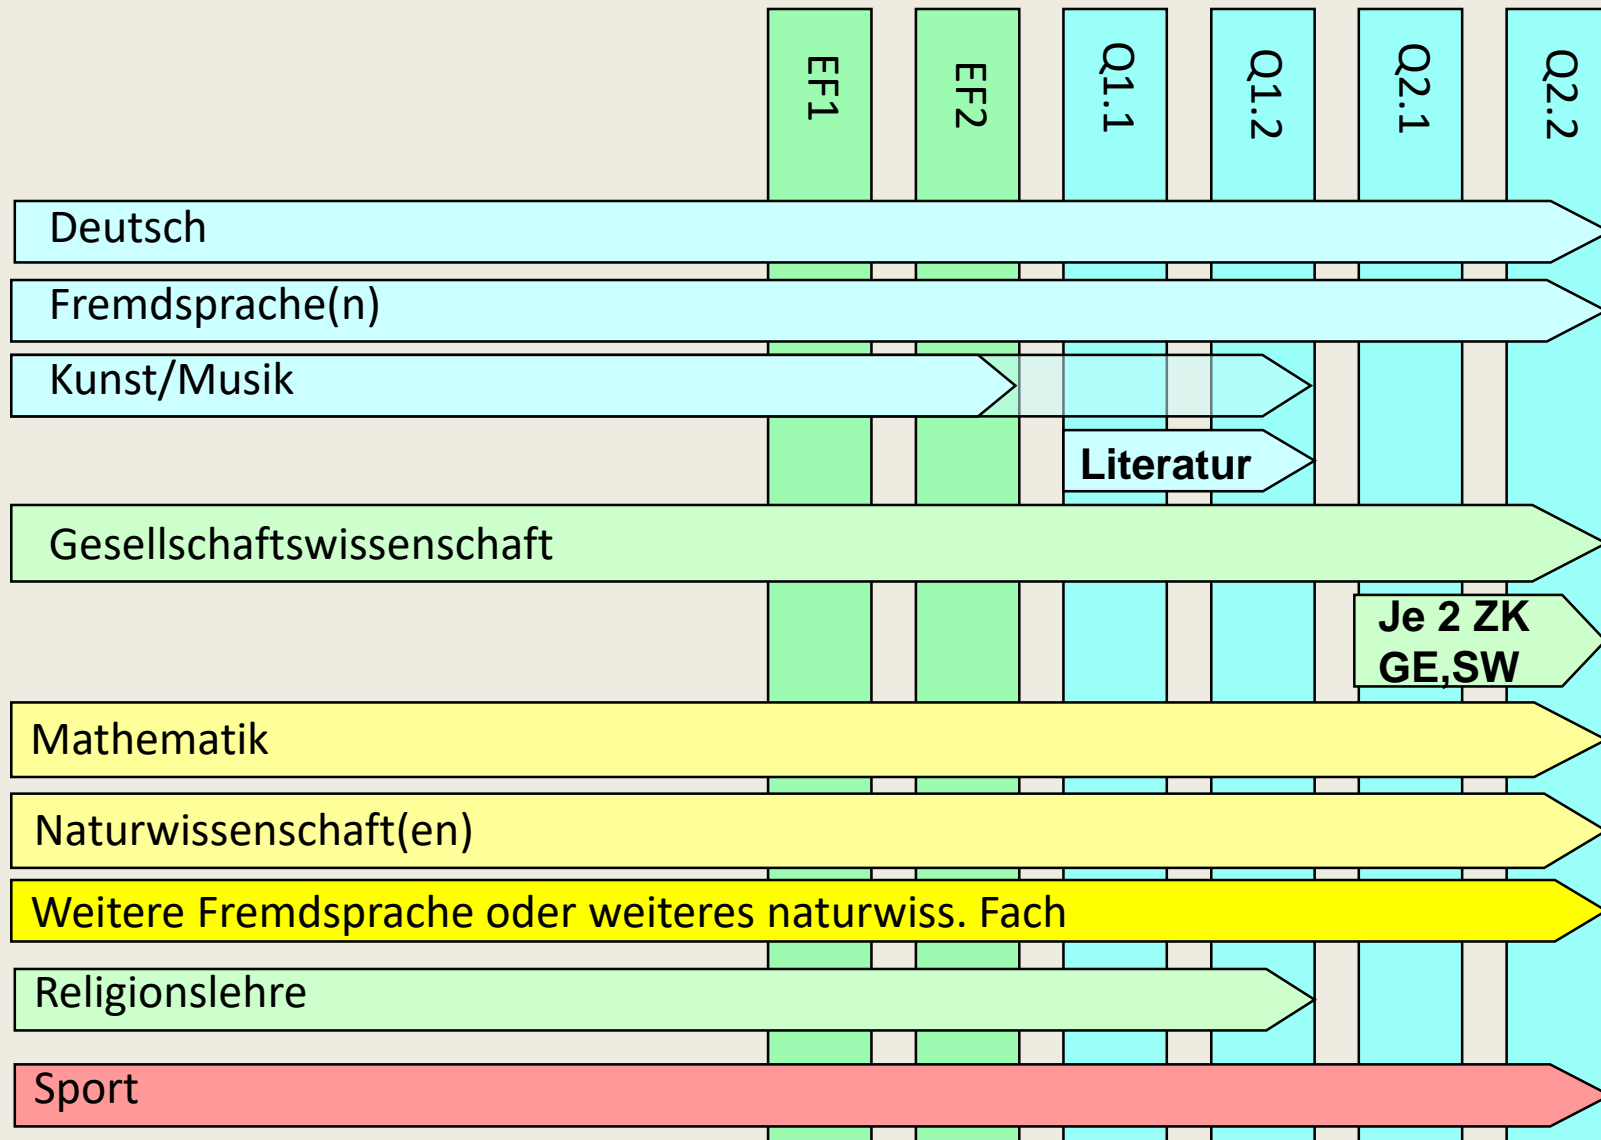 EF1
EF2
Q1.1
Q1.2
Q2.1
Q2.2
Deutsch
Fremdsprache(n)
Kunst/Musik
Literatur
Gesellschaftswissenschaft
Je 2 ZK
GE,SW
Mathematik
Naturwissenschaft(en)
Weitere Fremdsprache oder weiteres naturwiss. Fach
Religionslehre
Sport